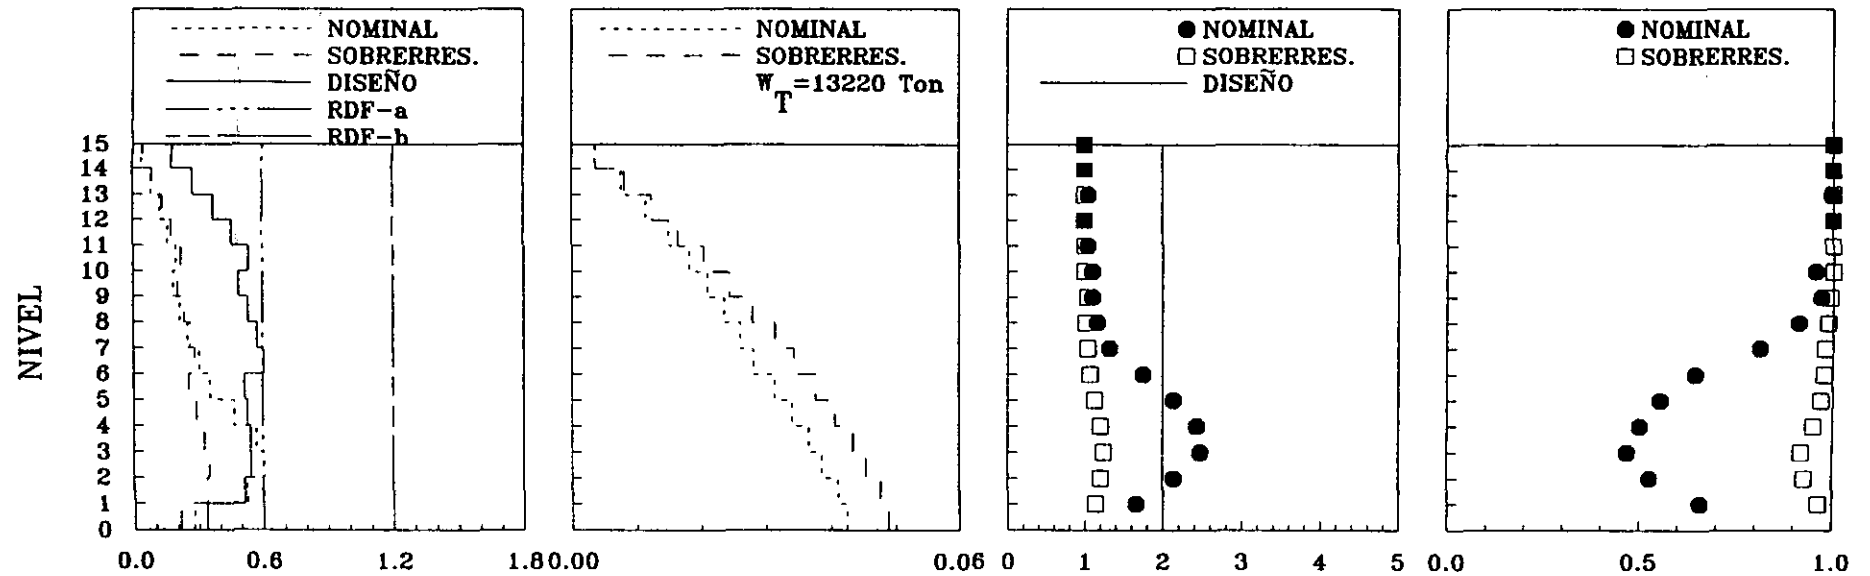 NOMINAL
SOBRERRES.
DISEÑO
RDF-a
RDF-b
NOMINAL
SOBRERRES.
W_T=13220 Ton
NOMINAL
SOBRERRES.
DISEÑO
NOMINAL
SOBRERRES.
NIVEL
15
14
13
12
11
10
9
8
7
6
5
4
3
2
1
0
0.0 0.6 1.2 1.8
0.00 0.06
0 1 2 3 4 5
0.0 0.5 1.0